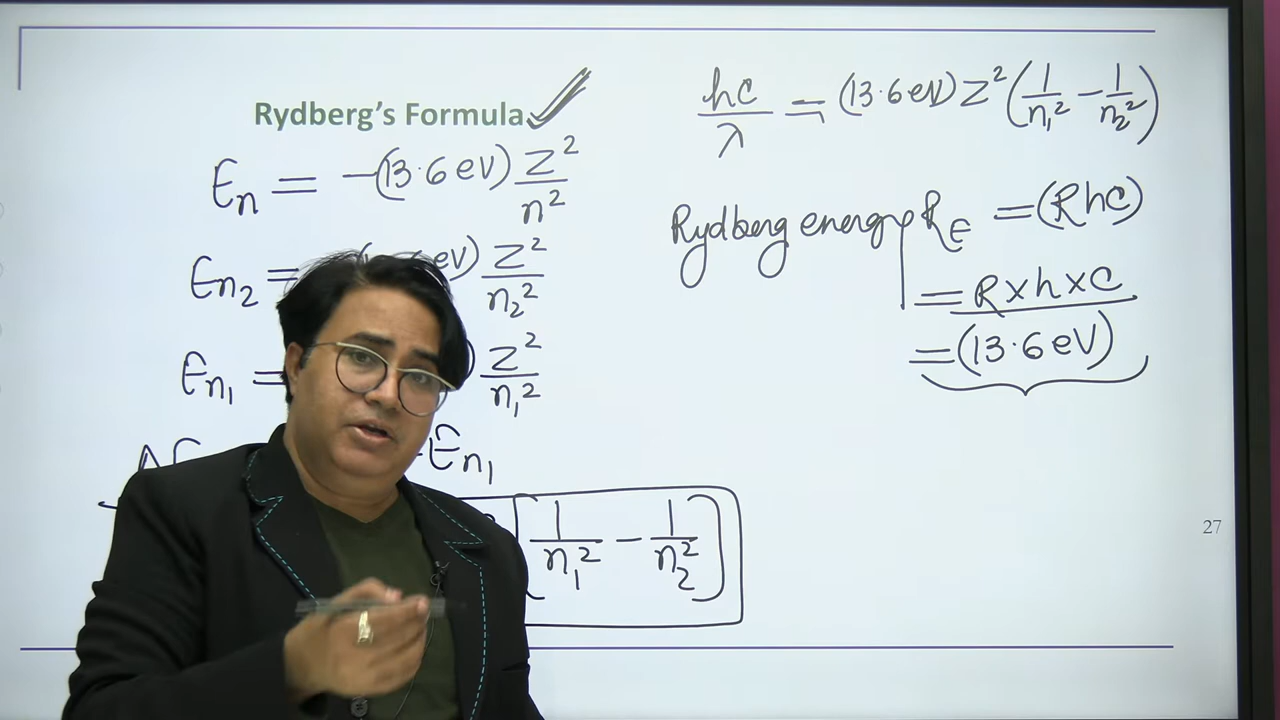 Rydberg's Formula
En = -(13.6 eV) Z²/n²
En₂ = eV) Z²/n₂²
En₁ = ) Z²/n₁²
En₁
[1/n₁² - 1/n₂²]
hc/λ = (13.6 eV) Z² (1/n₁² - 1/n₂²)
Rydberg energy R_E = (Rhc)
= R×h×C
= (13.6 eV)
27